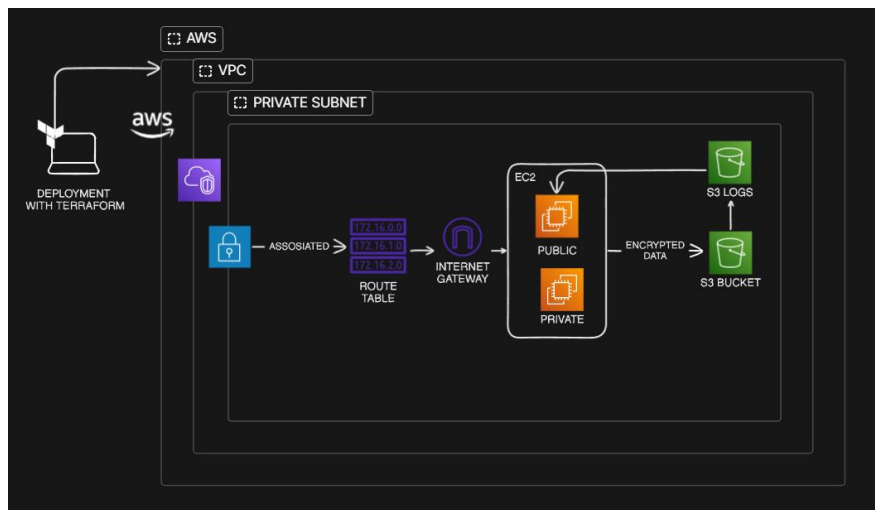 AWS
VPC
PRIVATE SUBNET
aws
DEPLOYMENT
WITH TERRAFORM
ASSOSIATED
172.16.0.0
172.16.1.0
172.16.2.0
ROUTE
TABLE
INTERNET
GATEWAY
EC2
PUBLIC
PRIVATE
ENCRYPTED
DATA
S3 LOGS
S3 BUCKET